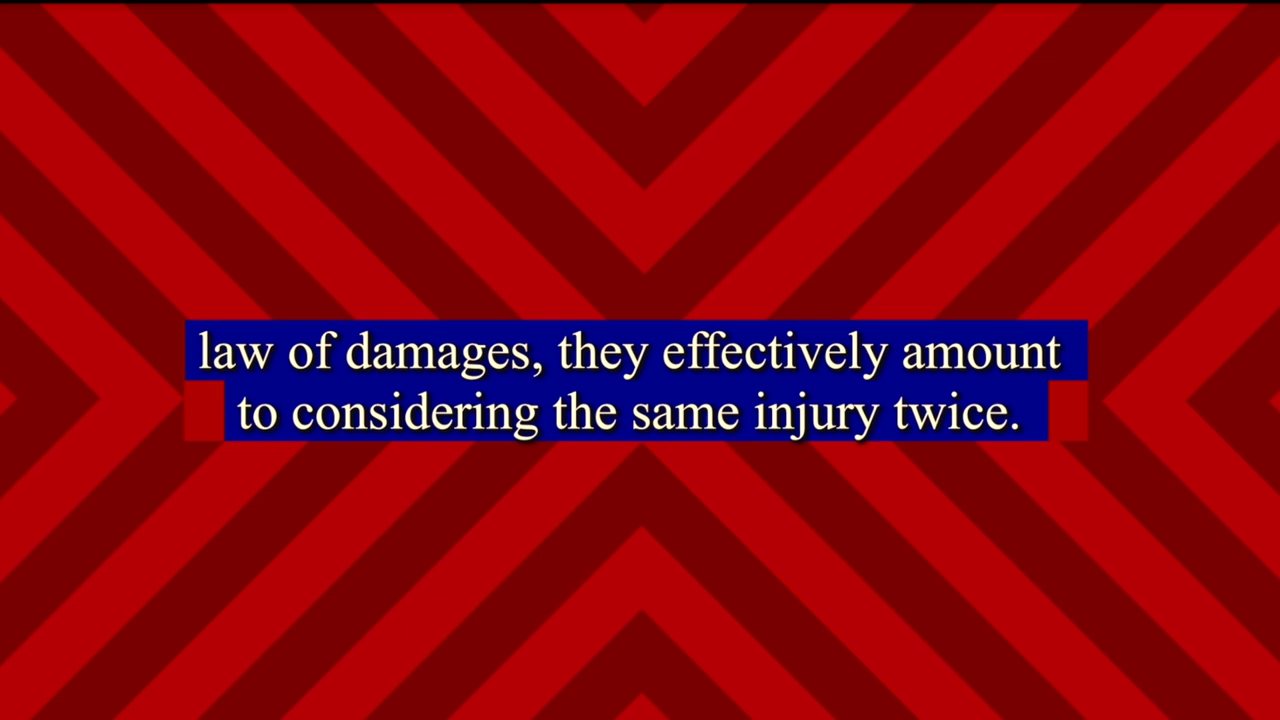 law of damages, they effectively amount
to considering the same injury twice.